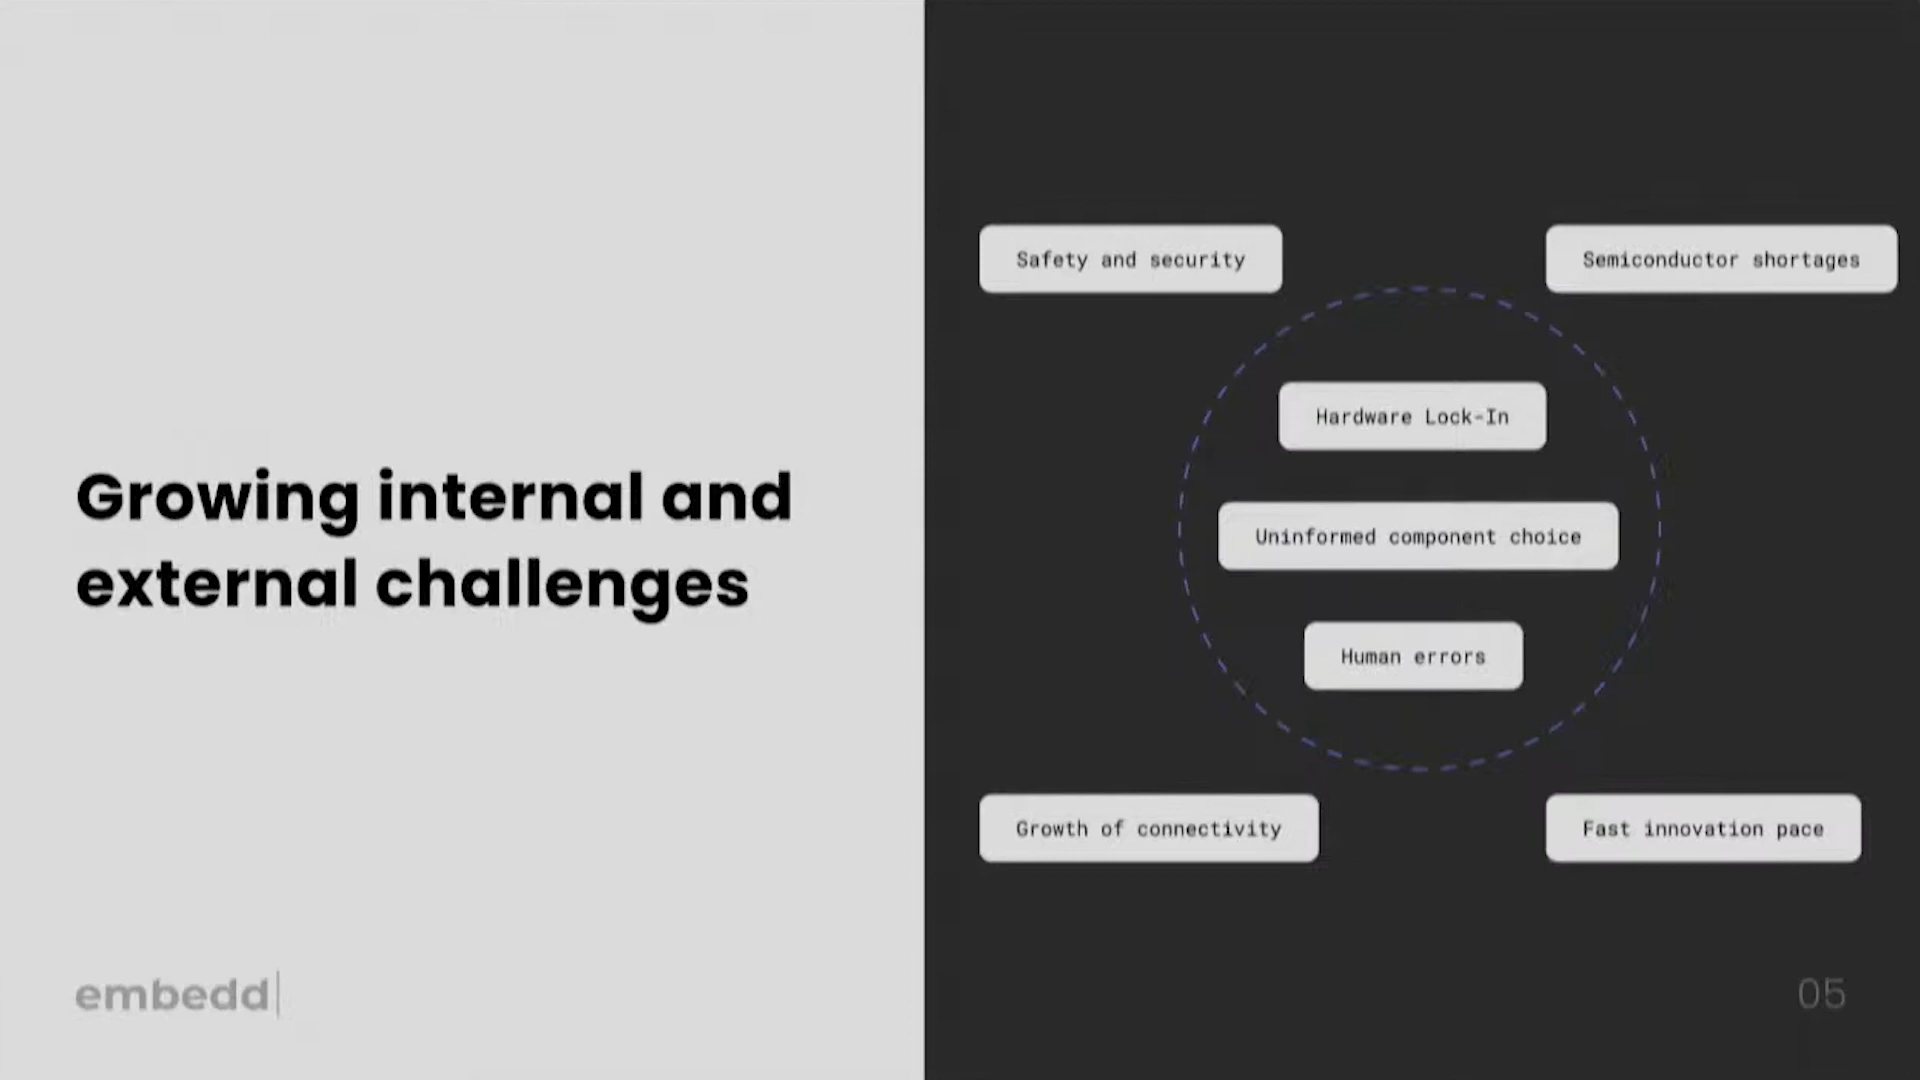 Growing internal and
external challenges
embedd
Safety and security
Semiconductor shortages
Hardware Lock-In
Uninformed component choice
Human errors
Growth of connectivity
Fast innovation pace
05